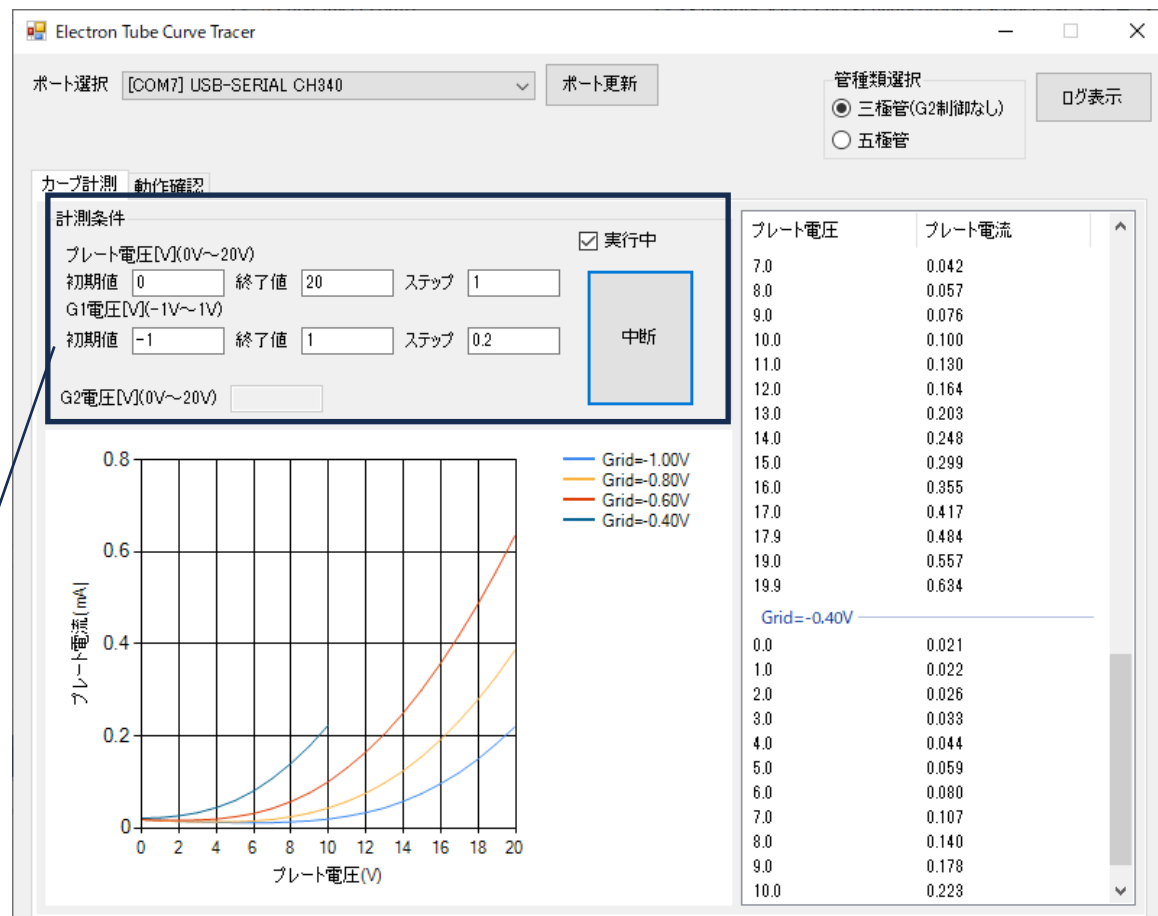 Electron Tube Curve Tracer
ポート選択 [COM7] USB-SERIAL CH340 ポート更新
管種類選択
三極管(G2制御なし)
五極管
ログ表示
カーブ計測 動作確認
計測条件
プレート電圧[V](0V～20V)
初期値 0 終了値 20 ステップ 1
G1電圧[V](-1V～1V)
初期値 -1 終了値 1 ステップ 0.2
G2電圧[V](0V～20V)
実行中
中断
0.8
0.6
0.4
0.2
0
プレート電流(mA)
0 2 4 6 8 10 12 14 16 18 20
プレート電圧(V)
Grid=-1.00V
Grid=-0.80V
Grid=-0.60V
Grid=-0.40V
プレート電圧 プレート電流
7.0 0.042
8.0 0.057
9.0 0.076
10.0 0.100
11.0 0.130
12.0 0.164
13.0 0.203
14.0 0.248
15.0 0.299
16.0 0.355
17.0 0.417
17.9 0.484
19.0 0.557
19.9 0.634
Grid=-0.40V
0.0 0.021
1.0 0.022
2.0 0.026
3.0 0.033
4.0 0.044
5.0 0.059
6.0 0.080
7.0 0.107
8.0 0.140
9.0 0.178
10.0 0.223